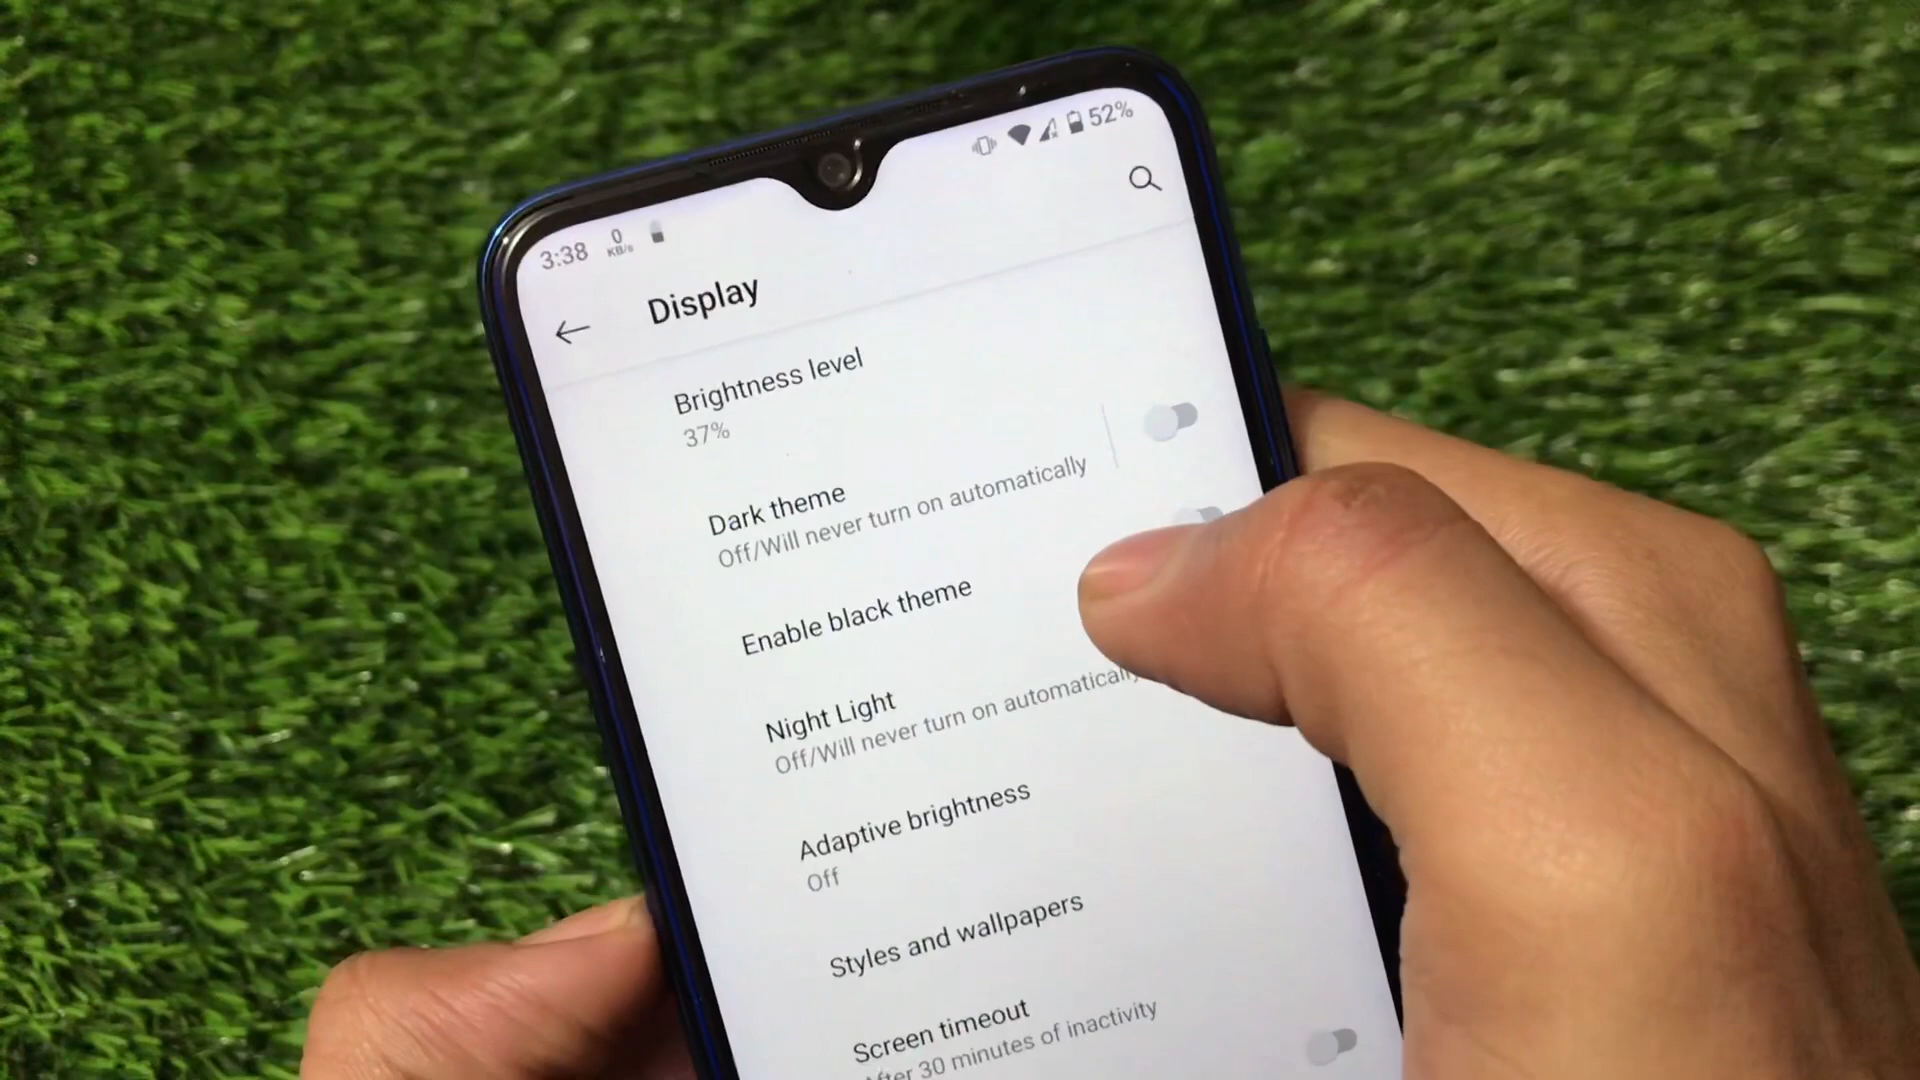 3:38
0
KB/s
52%
Display
Brightness level
37%
Dark theme
Off/Will never turn on automatically
Enable black theme
Night Light
Off/Will never turn on automatically
Adaptive brightness
Off
Styles and wallpapers
Screen timeout
After 30 minutes of inactivity